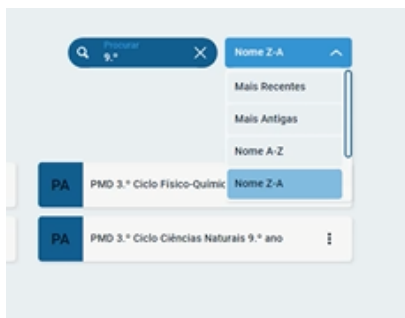 Procurar
9.º
Nome Z-A
Mais Recentes
Mais Antigas
Nome A-Z
Nome Z-A
PA
PMD 3.º Ciclo Físico-Químic
PA
PMD 3.º Ciclo Ciências Naturais 9.º ano